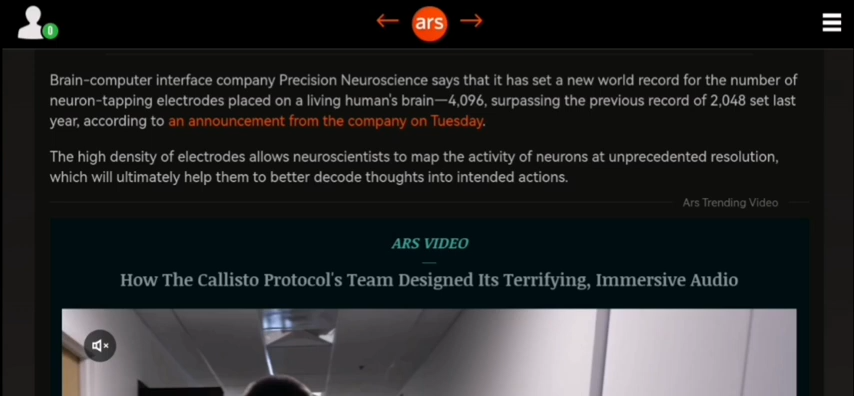 0
ars
Brain-computer interface company Precision Neuroscience says that it has set a new world record for the number of
neuron-tapping electrodes placed on a living human's brain—4,096, surpassing the previous record of 2,048 set last
year, according to an announcement from the company on Tuesday.
The high density of electrodes allows neuroscientists to map the activity of neurons at unprecedented resolution,
which will ultimately help them to better decode thoughts into intended actions.
Ars Trending Video
ARS VIDEO
How The Callisto Protocol's Team Designed Its Terrifying, Immersive Audio